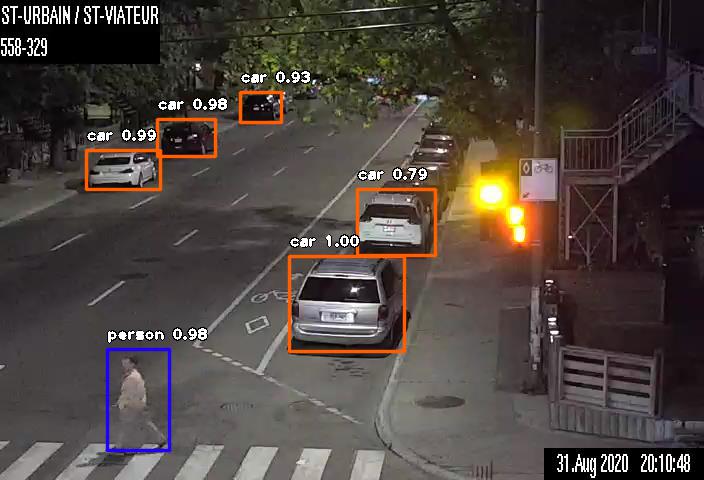 ST-URBAIN / ST-VIATEUR
558-329
car 0.93
car 0.98
car 0.99
car 0.79
car 1.00
person 0.98
31.Aug 2020 20:10:48